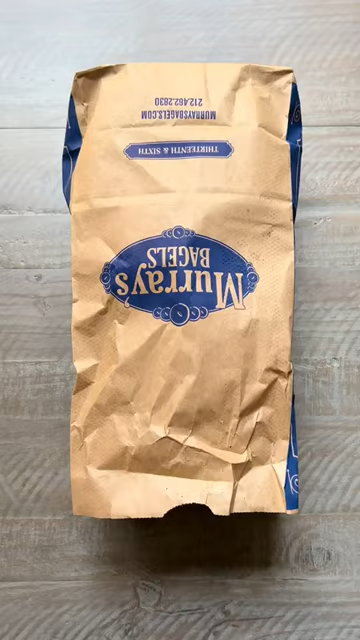 Murray's
BAGELS
THIRTEENTH & SIXTH
MURRAYSBAGELS.COM
212.462.2830